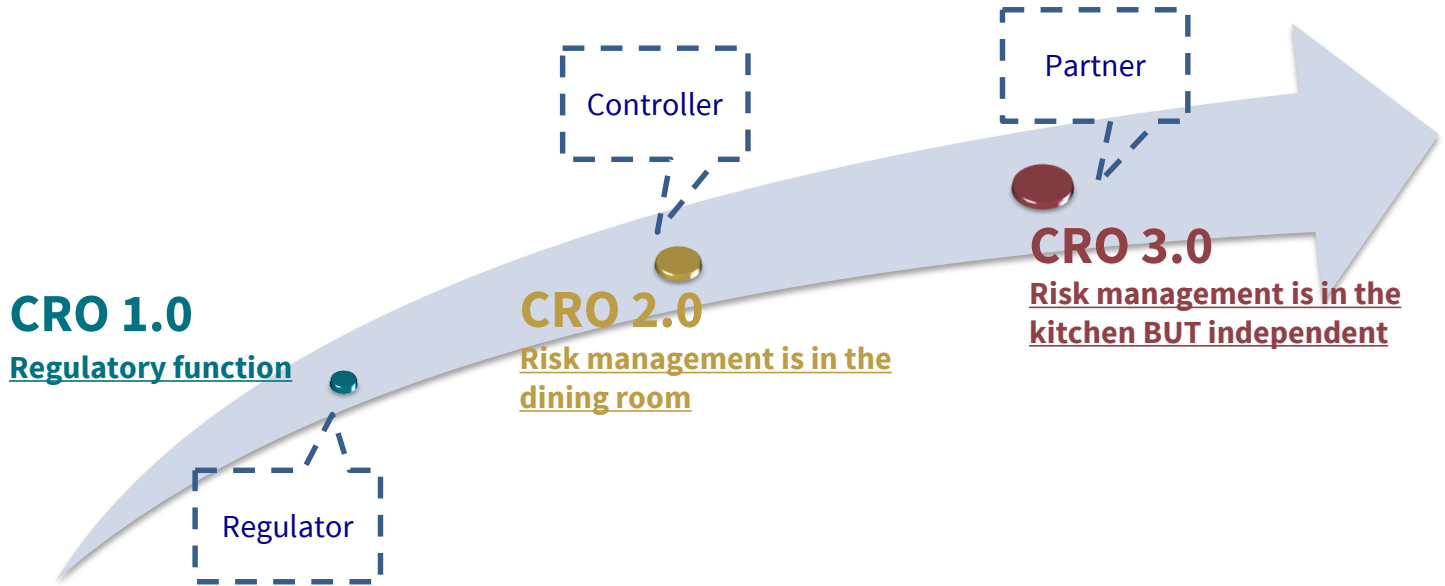 Partner
Controller
CRO 3.0
Risk management is in the
kitchen BUT independent
CRO 2.0
Risk management is in the
dining room
CRO 1.0
Regulatory function
Regulator